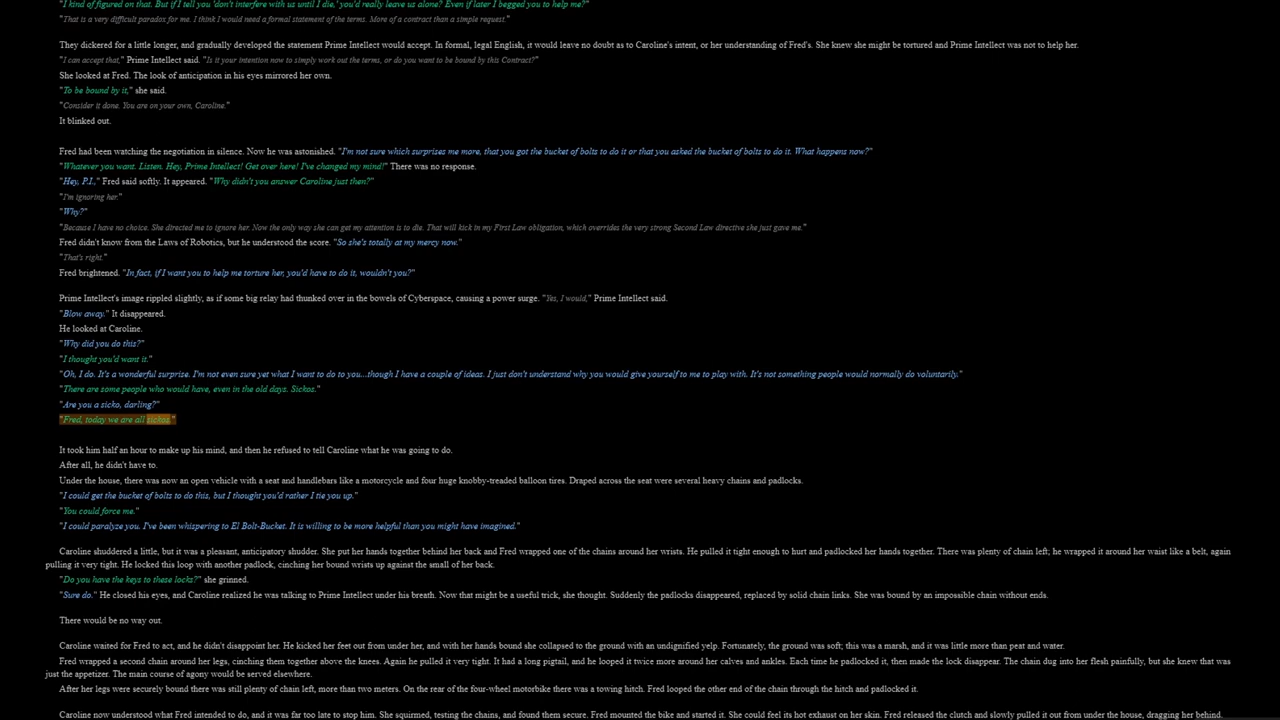 "I kind of figured on that. But if I tell you 'don't interfere with us until I die,' you'd really leave us alone? Even if later I begged you to help me?"
"That is a very difficult paradox for me. I think I would need a formal statement of the terms. More of a contract than a simple request."
They dickered for a little longer, and gradually developed the statement Prime Intellect would accept. In formal, legal English, it would leave no doubt as to Caroline's intent, or her understanding of Fred's. She knew she might be tortured and Prime Intellect was not to help her.
"I can accept that," Prime Intellect said. "Is it your intention now to simply work out the terms, or do you want to be bound by this Contract?"
She looked at Fred. The look of anticipation in his eyes mirrored her own.
"To be bound by it," she said.
"Consider it done. You are on your own, Caroline."
It blinked out.
Fred had been watching the negotiation in silence. Now he was astonished. "I'm not sure which surprises me more, that you got the bucket of bolts to do it or that you asked the bucket of bolts to do it. What happens now?"
"Whatever you want. Listen. Hey, Prime Intellect! Get over here! I've changed my mind!" There was no response.
"Hey, P.I.," Fred said softly. It appeared. "Why didn't you answer Caroline just then?"
"I'm ignoring her."
"Why?"
"Because I have no choice. She directed me to ignore her. Now the only way she can get my attention is to die. That will kick in my First Law obligation, which overrides the very strong Second Law directive she just gave me."
Fred didn't know from the Laws of Robotics, but he understood the score. "So she's totally at my mercy now."
"That's right."
Fred brightened. "In fact, if I want you to help me torture her, you'd have to do it, wouldn't you?"
Prime Intellect's image rippled slightly, as if some big relay had thunked over in the bowels of Cyberspace, causing a power surge. "Yes, I would," Prime Intellect said.
"Blow away." It disappeared.
He looked at Caroline.
"Why did you do this?"
"I thought you'd want it."
"Oh, I do. It's a wonderful surprise. I'm not even sure yet what I want to do to you...though I have a couple of ideas. I just don't understand why you would give yourself to me to play with. It's not something people would normally do voluntarily."
"There are some people who would have, even in the old days. Sickos."
"Are you a sicko, darling?"
"Fred, today we are all sickos."
It took him half an hour to make up his mind, and then he refused to tell Caroline what he was going to do.
After all, he didn't have to.
Under the house, there was now an open vehicle with a seat and handlebars like a motorcycle and four huge knobby-treaded balloon tires. Draped across the seat were several heavy chains and padlocks.
"I could get the bucket of bolts to do this, but I thought you'd rather I tie you up."
"You could force me."
"I could paralyze you. I've been whispering to El Bolt-Bucket. It is willing to be more helpful than you might have imagined."
Caroline shuddered a little, but it was a pleasant, anticipatory shudder. She put her hands together behind her back and Fred wrapped one of the chains around her wrists. He pulled it tight enough to hurt and padlocked her hands together. There was plenty of chain left; he wrapped it around her waist like a belt, again
pulling it very tight. He locked this loop with another padlock, cinching her bound wrists up against the small of her back.
"Do you have the keys to these locks?" she grinned.
"Sure do." He closed his eyes, and Caroline realized he was talking to Prime Intellect under his breath. Now that might be a useful trick, she thought. Suddenly the padlocks disappeared, replaced by solid chain links. She was bound by an impossible chain without ends.
There would be no way out.
Caroline waited for Fred to act, and he didn't disappoint her. He kicked her feet out from under her, and with her hands bound she collapsed to the ground with an undignified yelp. Fortunately, the ground was soft; this was a marsh, and it was little more than peat and water.
Fred wrapped a second chain around her legs, cinching them together above the knees. Again he pulled it very tight. It had a long pigtail, and he looped it twice more around her calves and ankles. Each time he padlocked it, then made the lock disappear. The chain dug into her flesh painfully, but she knew that was
just the appetizer. The main course of agony would be served elsewhere.
After her legs were securely bound there was still plenty of chain left, more than two meters. On the rear of the four-wheel motorbike there was a towing hitch. Fred looped the other end of the chain through the hitch and padlocked it.
Caroline now understood what Fred intended to do, and it was far too late to stop him. She squirmed, testing the chains, and found them secure. Fred mounted the bike and started it. She could feel its hot exhaust on her skin. Fred released the clutch and slowly pulled it out from under the house, dragging her behind.